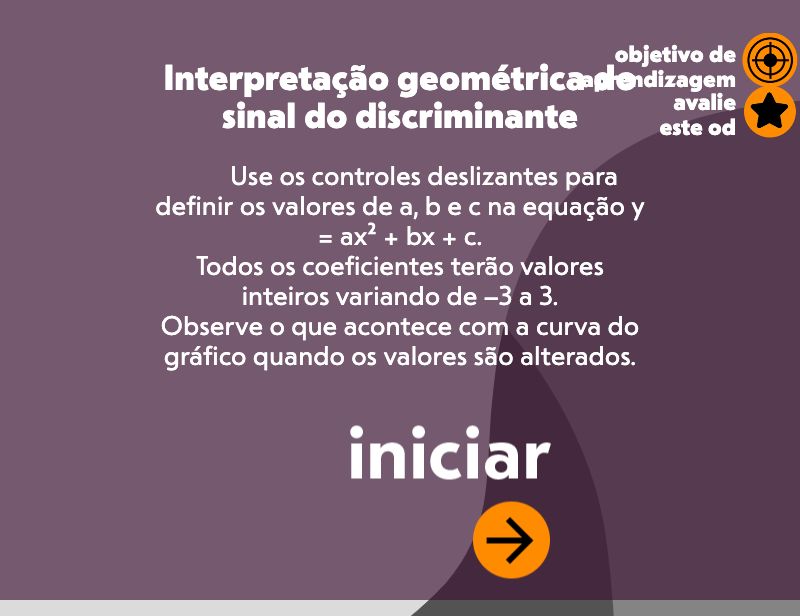 Interpretação geométrica do
sinal do discriminante
objetivo de
aprendizagem
avalie
este od
Use os controles deslizantes para
definir os valores de a, b e c na equação y
= ax² + bx + c.
Todos os coeficientes terão valores
inteiros variando de –3 a 3.
Observe o que acontece com a curva do
gráfico quando os valores são alterados.
iniciar